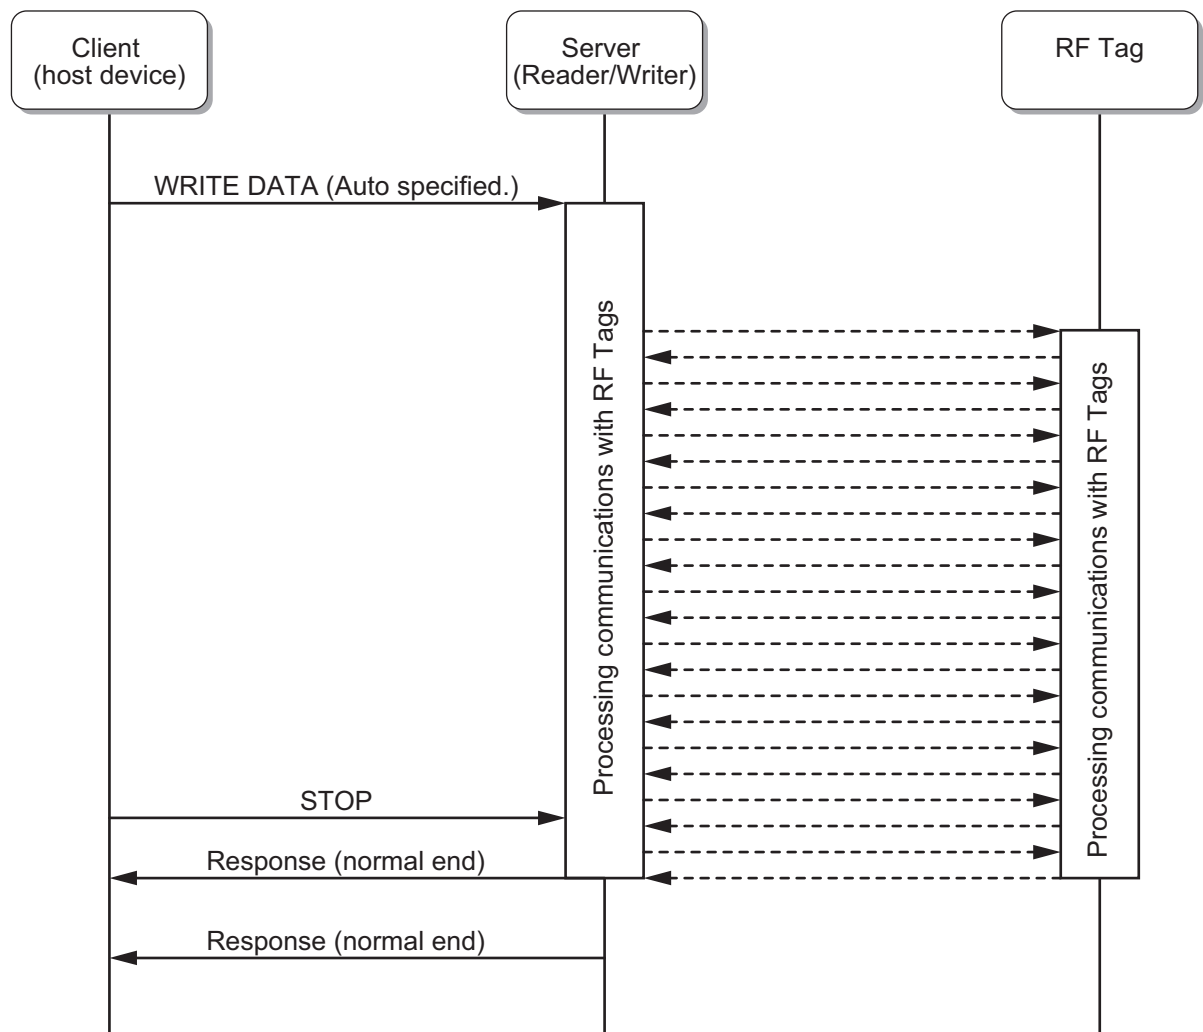 Client
(host device)
Server
(Reader/Writer)
RF Tag
WRITE DATA (Auto specified.)
Processing communications with RF Tags
Processing communications with RF Tags
STOP
Response (normal end)
Response (normal end)